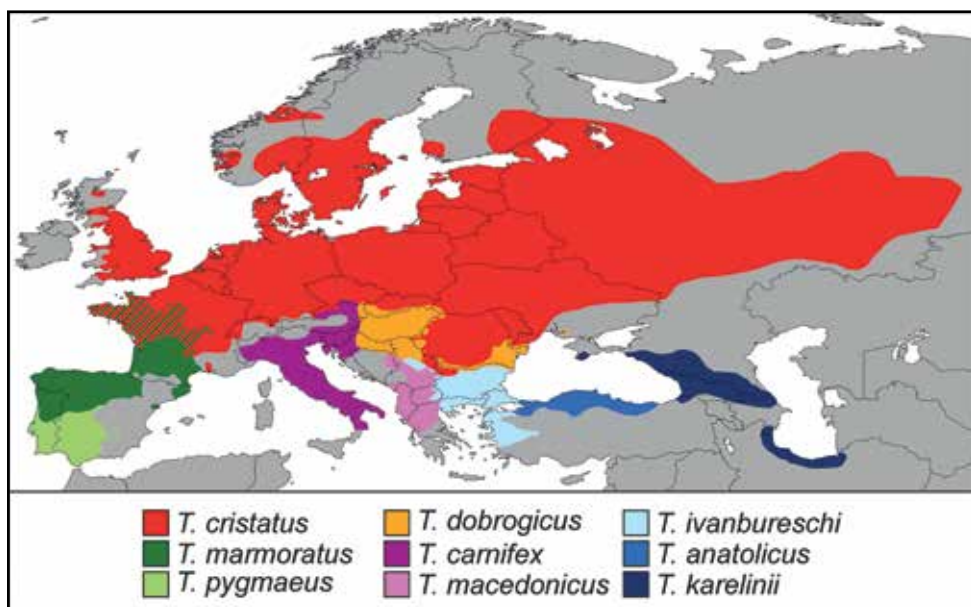 T. cristatus T. dobrogicus T. ivanbureschi
T. marmoratus T. carnifex T. anatolicus
T. pygmaeus T. macedonicus T. karelinii